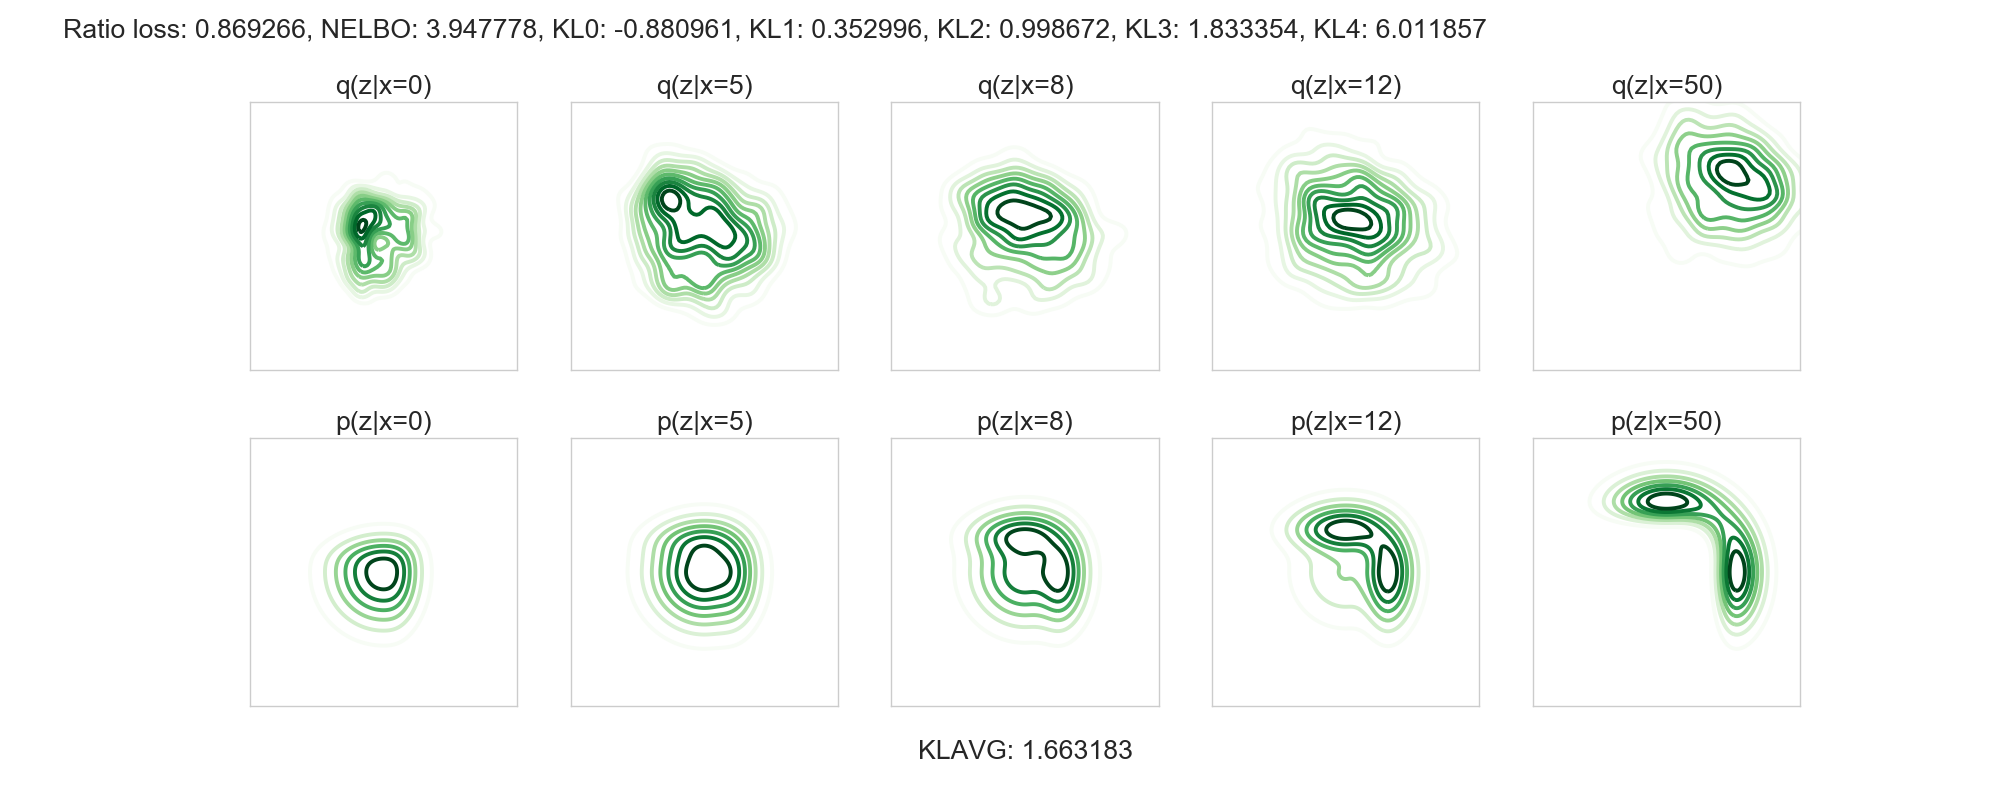 Ratio loss: 0.869266, NELBO: 3.947778, KL0: -0.880961, KL1: 0.352996, KL2: 0.998672, KL3: 1.833354, KL4: 6.011857
q(z|x=0) q(z|x=5) q(z|x=8) q(z|x=12) q(z|x=50)
p(z|x=0) p(z|x=5) p(z|x=8) p(z|x=12) p(z|x=50)
KLAVG: 1.663183